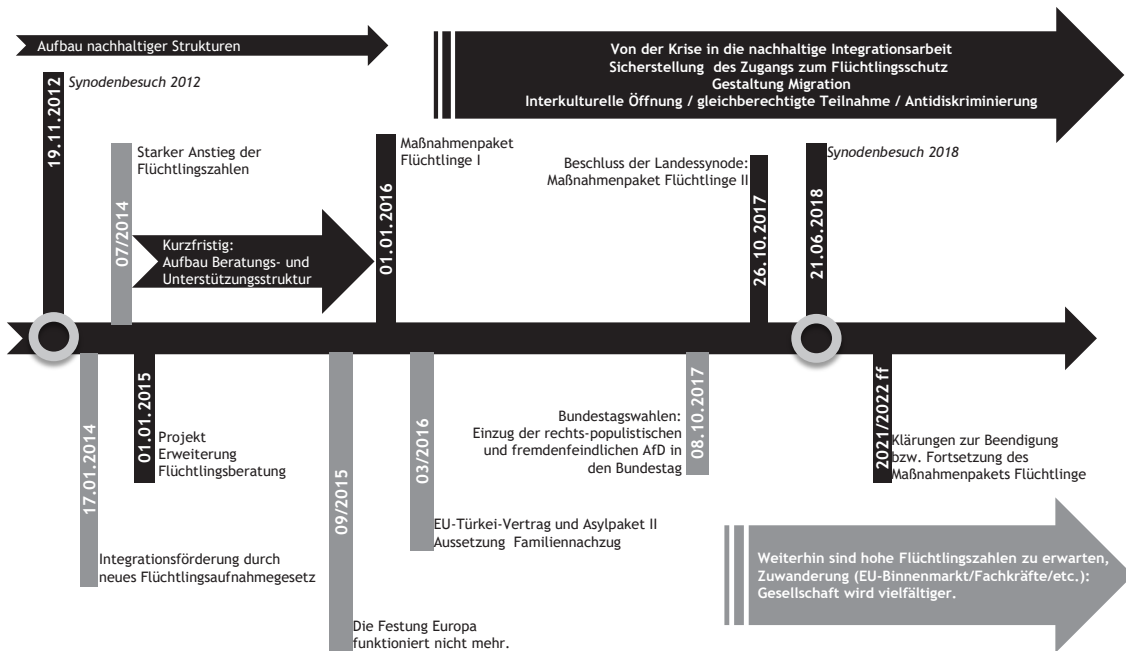 Aufbau nachhaltiger Strukturen
Von der Krise in die nachhaltige Integrationsarbeit
Sicherstellung des Zugangs zum Flüchtlingsschutz
Gestaltung Migration
Interkulturelle Öffnung / gleichberechtigte Teilnahme / Antidiskriminierung
19.11.2012
Synodenbesuch 2012
07/2014
Starker Anstieg der
Flüchtlingszahlen
Kurzfristig:
Aufbau Beratungs- und
Unterstützungsstruktur
01.01.2016
Maßnahmenpaket
Flüchtlinge I
Beschluss der Landessynode:
Maßnahmenpaket Flüchtlinge II
26.10.2017
21.06.2018
Synodenbesuch 2018
17.01.2014
Integrationsförderung durch
neues Flüchtlingsaufnahmegesetz
01.01.2015
Projekt
Erweiterung
Flüchtlingsberatung
09/2015
Die Festung Europa
funktioniert nicht mehr.
03/2016
EU-Türkei-Vertrag und Asylpaket II
Aussetzung Familiennachzug
Bundestagswahlen:
Einzug der rechts-populistischen
und fremdenfeindlichen AfD in
den Bundestag
08.10.2017
2021/2022 ff
Klärungen zur Beendigung
bzw. Fortsetzung des
Maßnahmenpakets Flüchtlinge
Weiterhin sind hohe Flüchtlingszahlen zu erwarten,
Zuwanderung (EU-Binnenmarkt/Fachkräfte/etc.):
Gesellschaft wird vielfältiger.